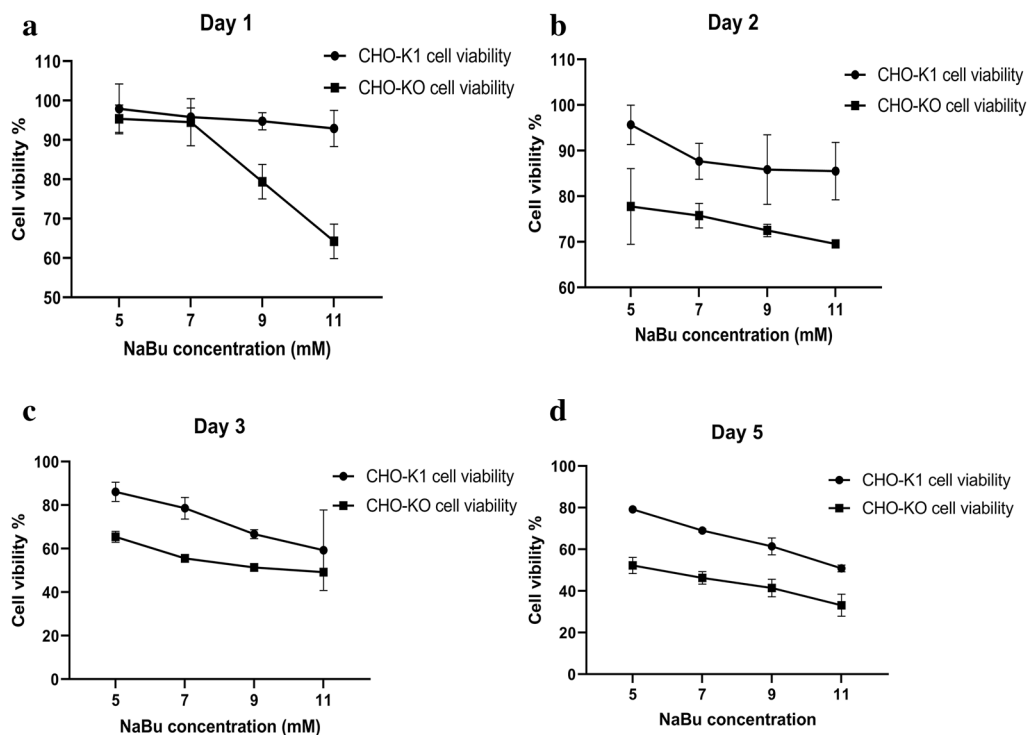 a
Day 1
CHO-K1 cell viability
CHO-KO cell viability
110
100
90
80
70
60
50
Cell vibility %
5 7 9 11
NaBu concentration (mM)
b
Day 2
CHO-K1 cell viability
CHO-KO cell viability
110
100
90
80
70
60
Cell vibility %
5 7 9 11
NaBu concentration (mM)
c
Day 3
CHO-K1 cell viability
CHO-KO cell viability
100
80
60
40
20
0
Cell vibility %
5 7 9 11
NaBu concentration (mM)
d
Day 5
CHO-K1 cell viability
CHO-KO cell viability
100
80
60
40
20
0
Cell vibility %
5 7 9 11
NaBu concentration